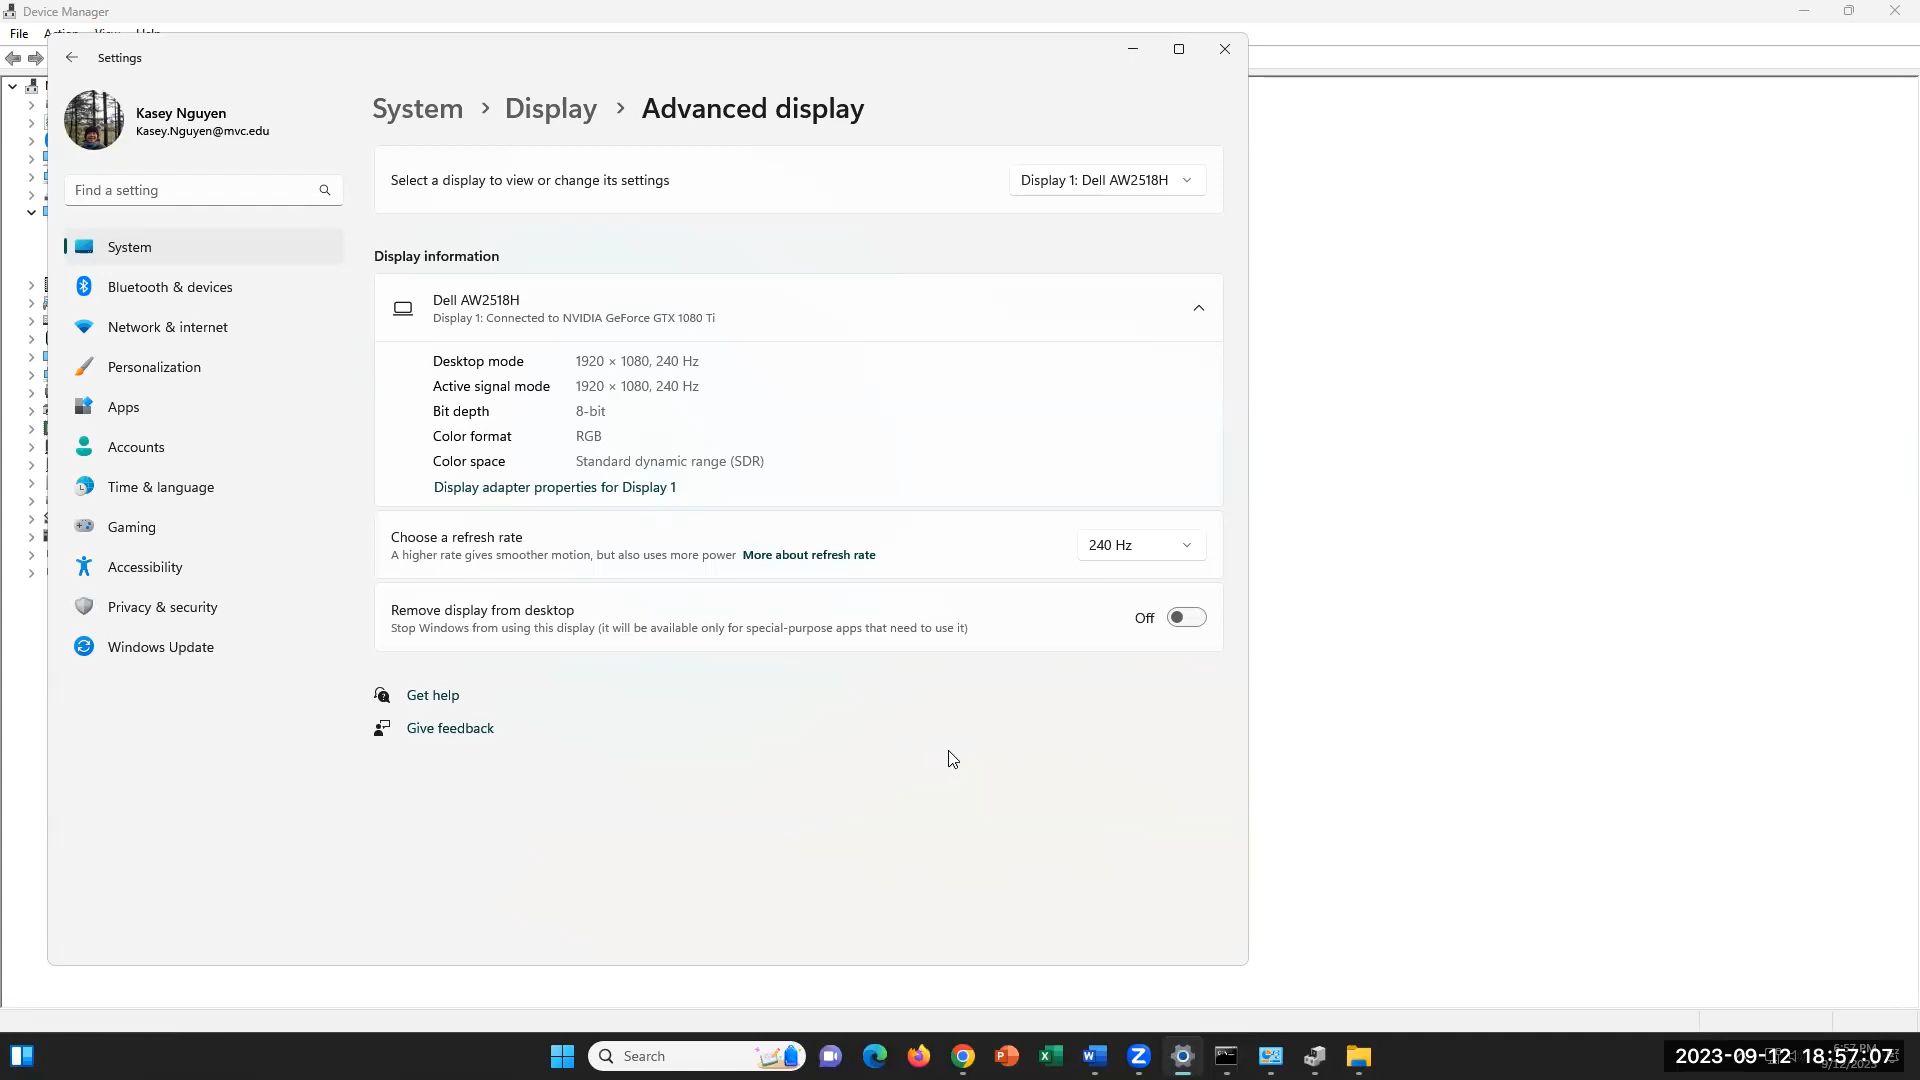 Device Manager
File
Settings
Kasey Nguyen
Kasey.Nguyen@mvc.edu
Find a setting
System
Bluetooth & devices
Network & internet
Personalization
Apps
Accounts
Time & language
Gaming
Accessibility
Privacy & security
Windows Update
System > Display > Advanced display
Select a display to view or change its settings
Display 1: Dell AW2518H
Display information
Dell AW2518H
Display 1: Connected to NVIDIA GeForce GTX 1080 Ti
Desktop mode 1920 × 1080, 240 Hz
Active signal mode 1920 × 1080, 240 Hz
Bit depth 8-bit
Color format RGB
Color space Standard dynamic range (SDR)
Display adapter properties for Display 1
Choose a refresh rate
A higher rate gives smoother motion, but also uses more power More about refresh rate
240 Hz
Remove display from desktop
Stop Windows from using this display (it will be available only for special-purpose apps that need to use it)
Off
Get help
Give feedback
Search
2023-09-12 18:57:07